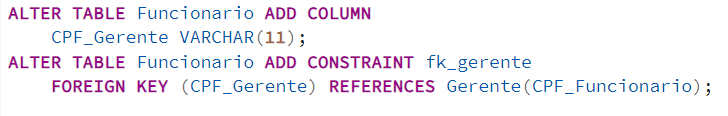 ALTER TABLE Funcionario ADD COLUMN
CPF_Gerente VARCHAR(11);
ALTER TABLE Funcionario ADD CONSTRAINT fk_gerente
FOREIGN KEY (CPF_Gerente) REFERENCES Gerente(CPF_Funcionario);